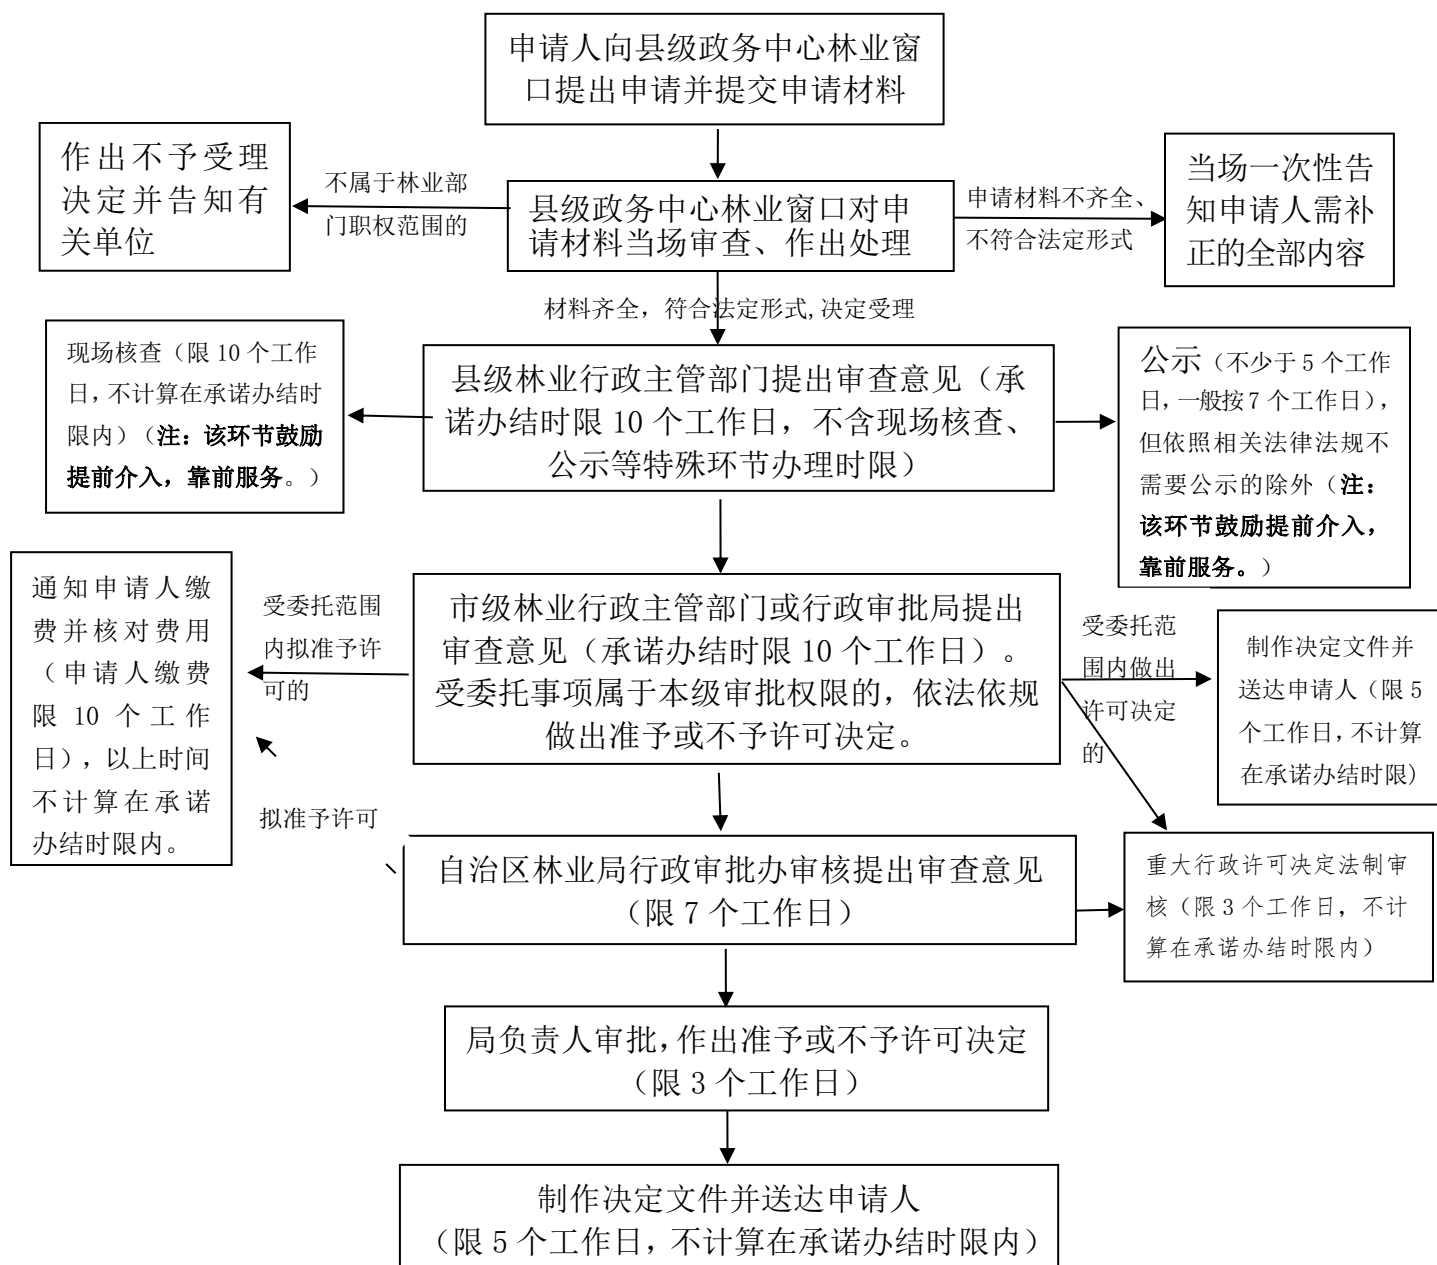 申请人向县级政务中心林业窗
口提出申请并提交申请材料
作出不予受理
决定并告知有
关单位
不属于林业部
门职权范围的
县级政务中心林业窗口对申
请材料当场审查、作出处理
申请材料不齐全、
不符合法定形式
当场一次性告
知申请人需补
正的全部内容
材料齐全，符合法定形式,决定受理
现场核查（限 10 个工作
日，不计算在承诺办结时
限内）（注：该环节鼓励
提前介入，靠前服务。）
县级林业行政主管部门提出审查意见（承
诺办结时限 10 个工作日，不含现场核查、
公示等特殊环节办理时限）
公示（不少于 5 个工作
日，一般按 7 个工作日），
但依照相关法律法规不
需要公示的除外（注：
该环节鼓励提前介入，
靠前服务。）
通知申请人缴
费并核对费用
（申请人缴费
限 10 个工作
日），以上时间
不计算在承诺
办结时限内。
受委托范围
内拟准予许
可的
市级林业行政主管部门或行政审批局提出
审查意见（承诺办结时限 10 个工作日）。
受委托事项属于本级审批权限的，依法依规
做出准予或不予许可决定。
受委托范
围内做出
许可决定
的
制作决定文件并
送达申请人（限 5
个工作日，不计算
在承诺办结时限）
拟准予许可
自治区林业局行政审批办审核提出审查意见
（限 7 个工作日）
重大行政许可决定法制审
核（限 3 个工作日，不计
算在承诺办结时限内）
局负责人审批，作出准予或不予许可决定
（限 3 个工作日）
制作决定文件并送达申请人
（限 5 个工作日，不计算在承诺办结时限内）